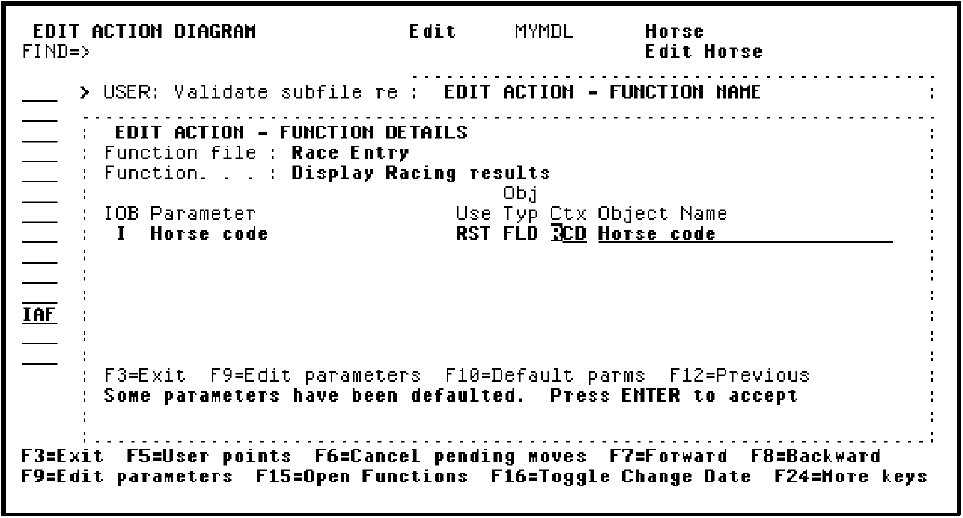 EDIT ACTION DIAGRAM Edit MYMDL Horse
FIND=> Edit Horse
> USER: Validate subfile re : EDIT ACTION - FUNCTION NAME :
: EDIT ACTION - FUNCTION DETAILS :
: Function file : Race Entry :
: Function. . . : Display Racing results :
: Obj :
: IOB Parameter Use Typ Ctx Object Name :
: I Horse code RST FLD RCD Horse code :
IAF
: F3=Exit F9=Edit parameters F10=Default parms F12=Previous :
: Some parameters have been defaulted. Press ENTER to accept :
F3=Exit F5=User points F6=Cancel pending moves F7=Forward F8=Backward
F9=Edit parameters F15=Open Functions F16=Toggle Change Date F24=More keys